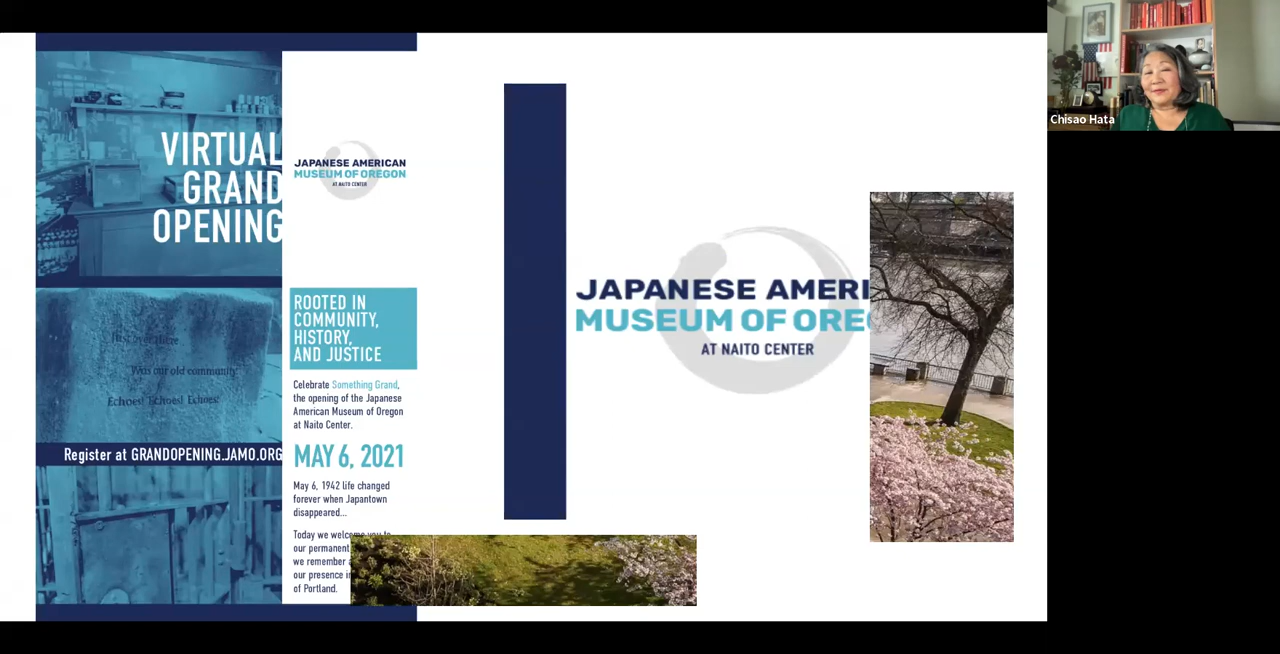 VIRTUAL
GRAND
OPENING
Just over there
Was our old community
Echoes! Echoes! Echoes!
Register at GRANDOPENING.JAMO.ORG
JAPANESE AMERICAN
MUSEUM OF OREGON
AT NAITO CENTER
ROOTED IN
COMMUNITY,
HISTORY,
AND JUSTICE
Celebrate Something Grand,
the opening of the Japanese
American Museum of Oregon
at Naito Center.
MAY 6, 2021
May 6, 1942 life changed
forever when Japantown
disappeared...
Today we welcome you to
our permanent
we remember
our presence
of Portland.
JAPANESE AMERI
MUSEUM OF ORE
AT NAITO CENTER
Chisao Hata